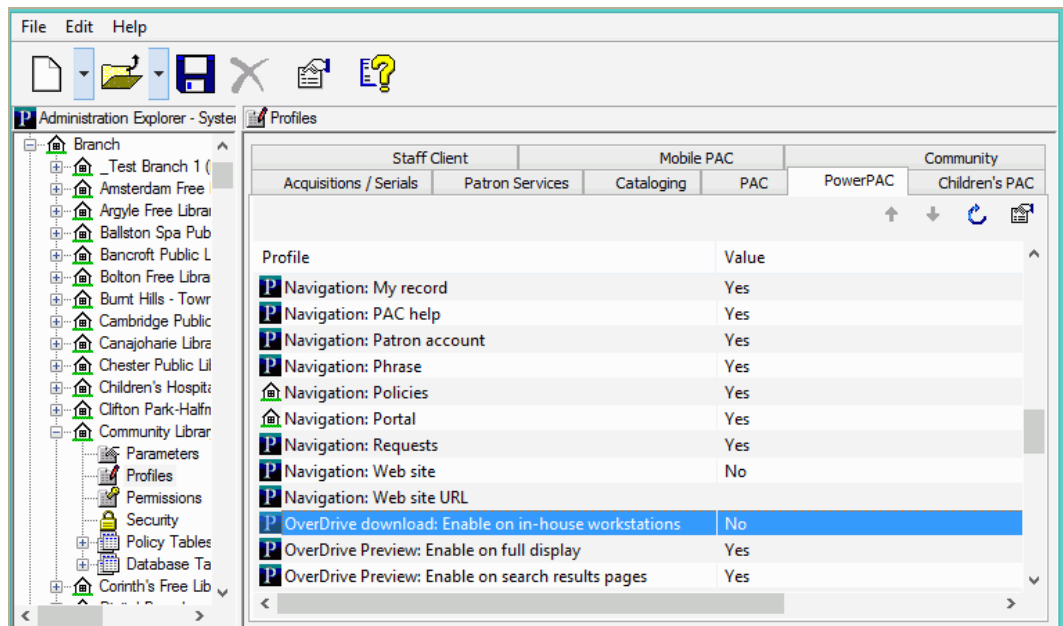 File Edit Help
Administration Explorer - Syster
Profiles
Branch
_Test Branch 1 (
Amsterdam Free
Argyle Free Librar
Ballston Spa Pub
Bancroft Public L
Bolton Free Libra
Burnt Hills - Town
Cambridge Public
Canajoharie Libra
Chester Public Li
Children's Hospita
Clifton Park-Halfn
Community Librar
Parameters
Profiles
Permissions
Security
Policy Tables
Database Ta
Corinth's Free Lib
Staff Client Mobile PAC Community
Acquisitions / Serials Patron Services Cataloging PAC PowerPAC Children's PAC
Profile Value
Navigation: My record Yes
Navigation: PAC help Yes
Navigation: Patron account Yes
Navigation: Phrase Yes
Navigation: Policies Yes
Navigation: Portal Yes
Navigation: Requests Yes
Navigation: Web site No
Navigation: Web site URL
OverDrive download: Enable on in-house workstations No
OverDrive Preview: Enable on full display Yes
OverDrive Preview: Enable on search results pages Yes